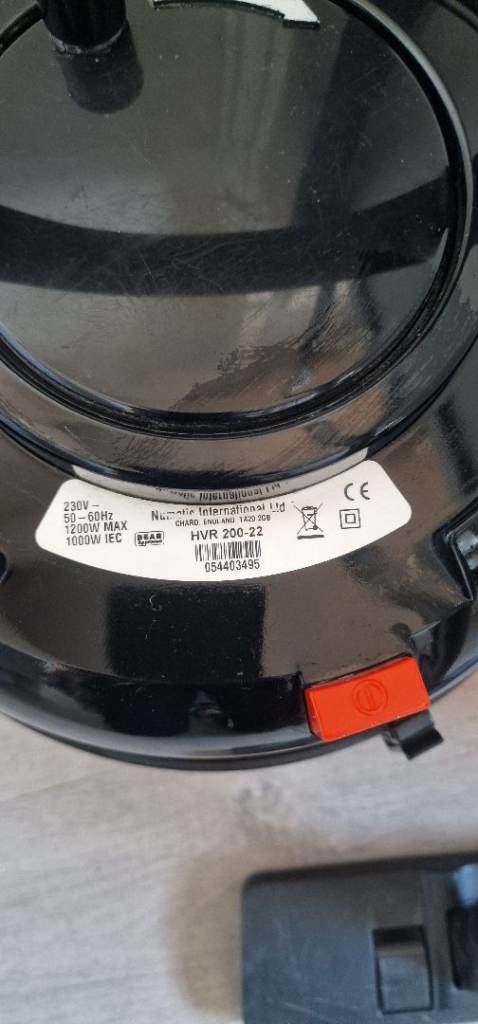 230V~
50-60Hz
1200W MAX
1000W IEC
BEAB
Numatic International Ltd
CHARD, ENGLAND TA20 2GB
HVR 200-22
054403495
CE